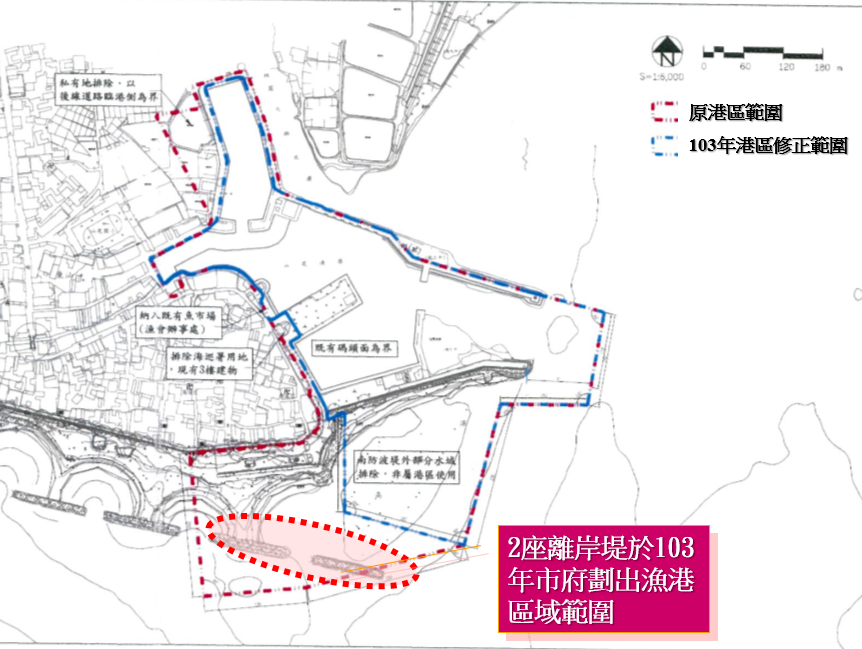 N
S=1:6,000
0 60 120 180 m
原港區範圍
103年港區修正範圍
私有地排除，以
後緣道路臨港側為界
納入既有魚市場
(漁會辦事處)
排除海巡署用地
，現有3樓建物
既有碼頭面為界
南防波堤外部分水域
排除，非屬港區使用
2座離岸堤於103
年市府劃出漁港
區域範圍